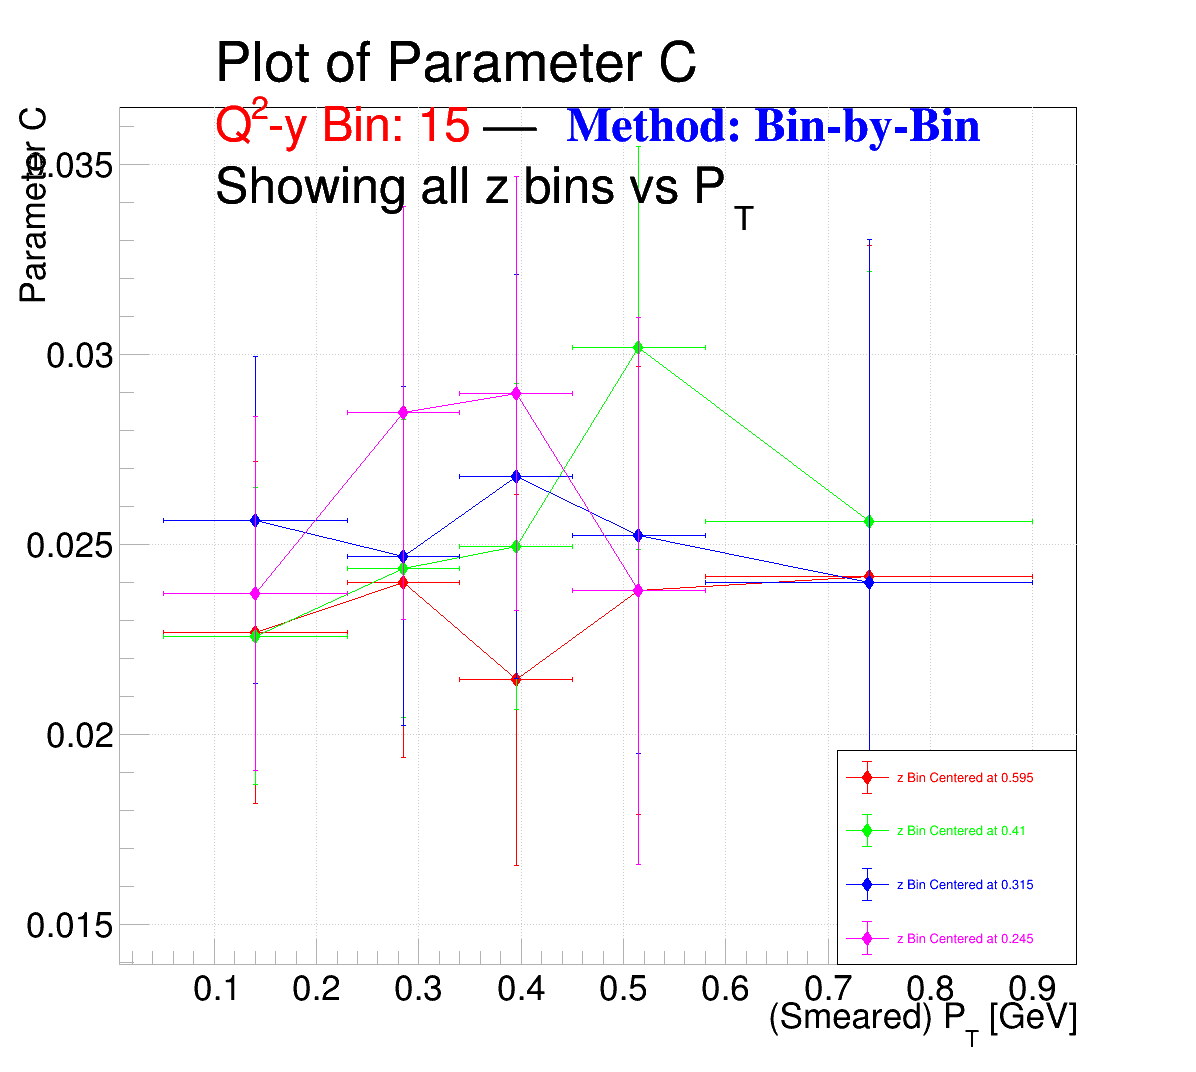 Plot of Parameter C
Q²-y Bin: 15 — Method: Bin-by-Bin
Showing all z bins vs P_T
Parameter C
0.035
0.03
0.025
0.02
0.015
z Bin Centered at 0.595
z Bin Centered at 0.41
z Bin Centered at 0.315
z Bin Centered at 0.245
0.1 0.2 0.3 0.4 0.5 0.6 0.7 0.8 0.9
(Smeared) P_T [GeV]